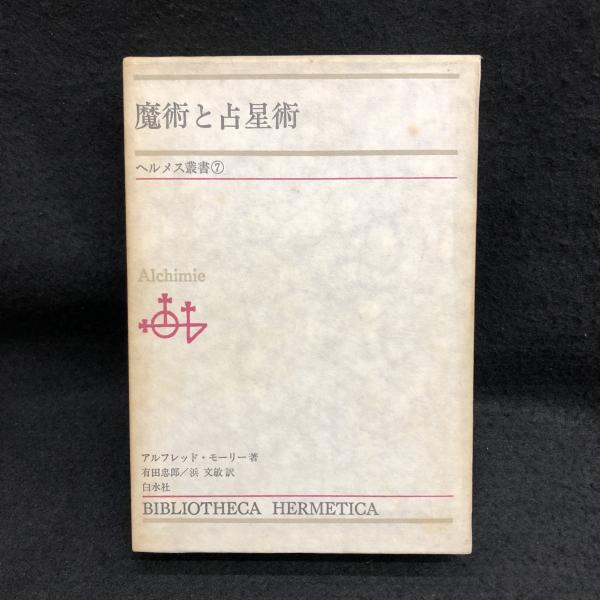 魔術と占星術
ヘルメス叢書⑦
Alchimie
アルフレッド・モーリー 著
有田忠郎／浜 文敏 訳
白水社
BIBLIOTHECA HERMETICA